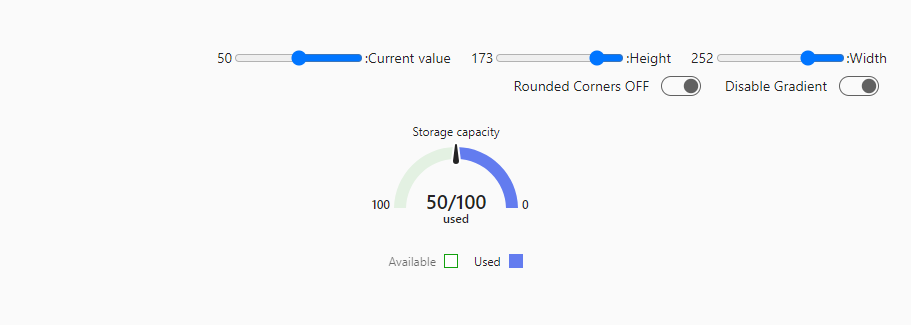 Width: 252 Height: 173 Current value: 50
Disable Gradient Rounded Corners OFF
Storage capacity
100 50/100 0
used
Used Available